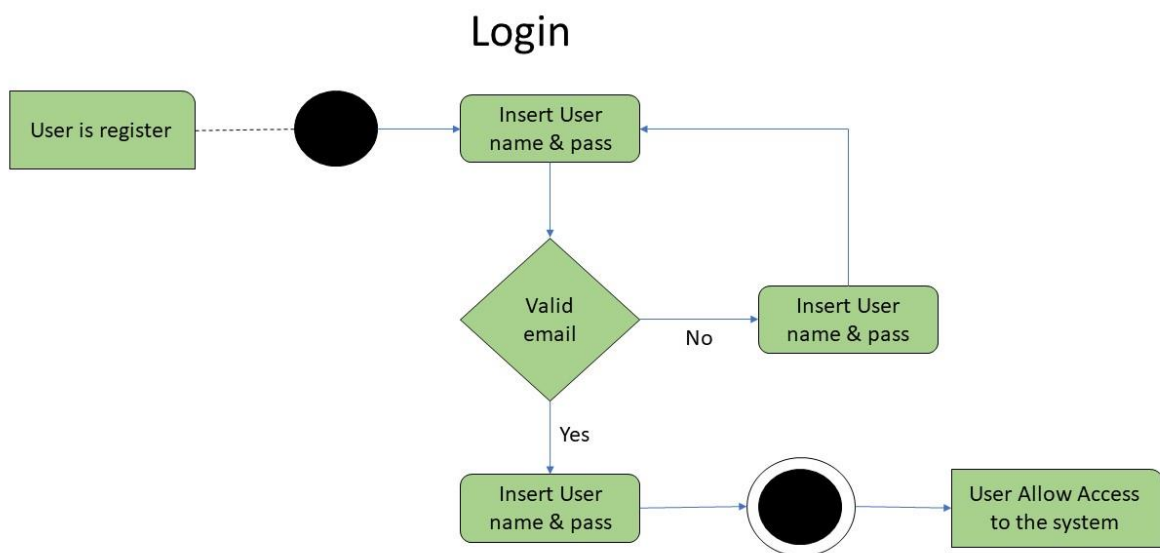 Login
User is register
Insert User
name & pass
Valid
email
No
Insert User
name & pass
Yes
Insert User
name & pass
User Allow Access
to the system